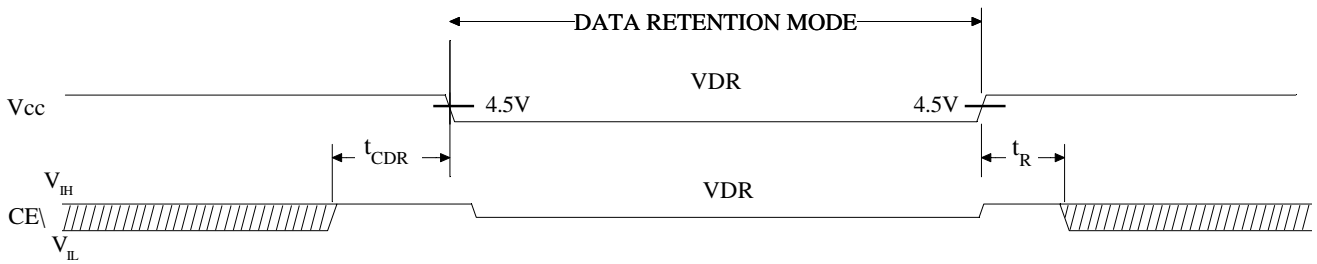 DATA RETENTION MODE
VDR
Vcc
4.5V
4.5V
tCDR
tR
VIH
VDR
CE\
VIL